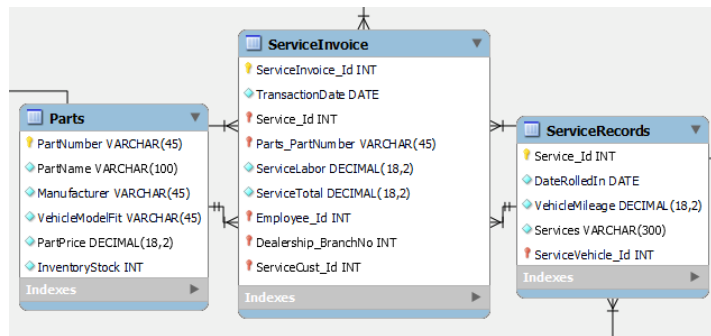 Parts
PartNumber VARCHAR(45)
PartName VARCHAR(100)
Manufacturer VARCHAR(45)
VehicleModelFit VARCHAR(45)
PartPrice DECIMAL(18,2)
InventoryStock INT
Indexes
ServiceInvoice
ServiceInvoice_Id INT
TransactionDate DATE
Service_Id INT
Parts_PartNumber VARCHAR(45)
ServiceLabor DECIMAL(18,2)
ServiceTotal DECIMAL(18,2)
Employee_Id INT
Dealership_BranchNo INT
ServiceCust_Id INT
Indexes
ServiceRecords
Service_Id INT
DateRolledIn DATE
VehicleMileage DECIMAL(18,2)
Services VARCHAR(300)
ServiceVehicle_Id INT
Indexes